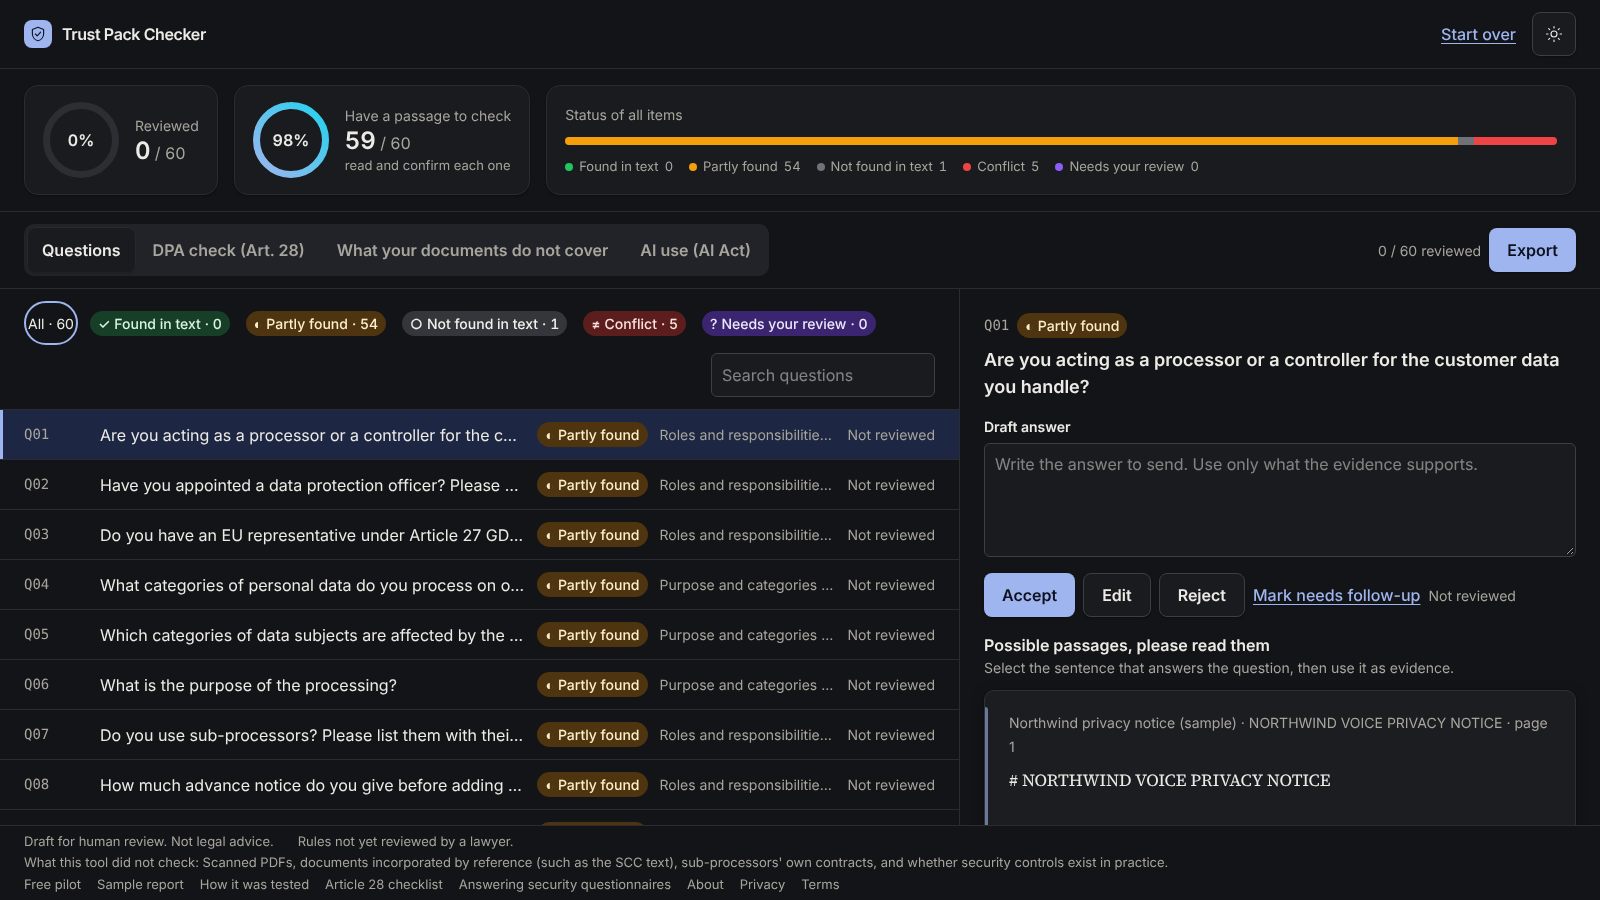 Trust Pack Checker
Start over
0%
Reviewed
0 / 60
98%
Have a passage to check
59 / 60
read and confirm each one
Status of all items
Found in text 0
Partly found 54
Not found in text 1
Conflict 5
Needs your review 0
Questions
DPA check (Art. 28)
What your documents do not cover
AI use (AI Act)
0 / 60 reviewed
Export
All · 60
✓ Found in text · 0
Partly found · 54
Not found in text · 1
≠ Conflict · 5
? Needs your review · 0
Search questions
Q01 Are you acting as a processor or a controller for the c... Partly found Roles and responsibilitie... Not reviewed
Q02 Have you appointed a data protection officer? Please ... Partly found Roles and responsibilitie... Not reviewed
Q03 Do you have an EU representative under Article 27 GD... Partly found Roles and responsibilitie... Not reviewed
Q04 What categories of personal data do you process on o... Partly found Purpose and categories ... Not reviewed
Q05 Which categories of data subjects are affected by the ... Partly found Purpose and categories ... Not reviewed
Q06 What is the purpose of the processing? Partly found Purpose and categories ... Not reviewed
Q07 Do you use sub-processors? Please list them with thei... Partly found Roles and responsibilitie... Not reviewed
Q08 How much advance notice do you give before adding ... Partly found Roles and responsibilitie... Not reviewed
Q01 Partly found
Are you acting as a processor or a controller for the customer data
you handle?
Draft answer
Write the answer to send. Use only what the evidence supports.
Accept
Edit
Reject
Mark needs follow-up
Not reviewed
Possible passages, please read them
Select the sentence that answers the question, then use it as evidence.
Northwind privacy notice (sample) · NORTHWIND VOICE PRIVACY NOTICE · page
1
# NORTHWIND VOICE PRIVACY NOTICE
Draft for human review. Not legal advice. Rules not yet reviewed by a lawyer.
What this tool did not check: Scanned PDFs, documents incorporated by reference (such as the SCC text), sub-processors' own contracts, and whether security controls exist in practice.
Free pilot Sample report How it was tested Article 28 checklist Answering security questionnaires About Privacy Terms